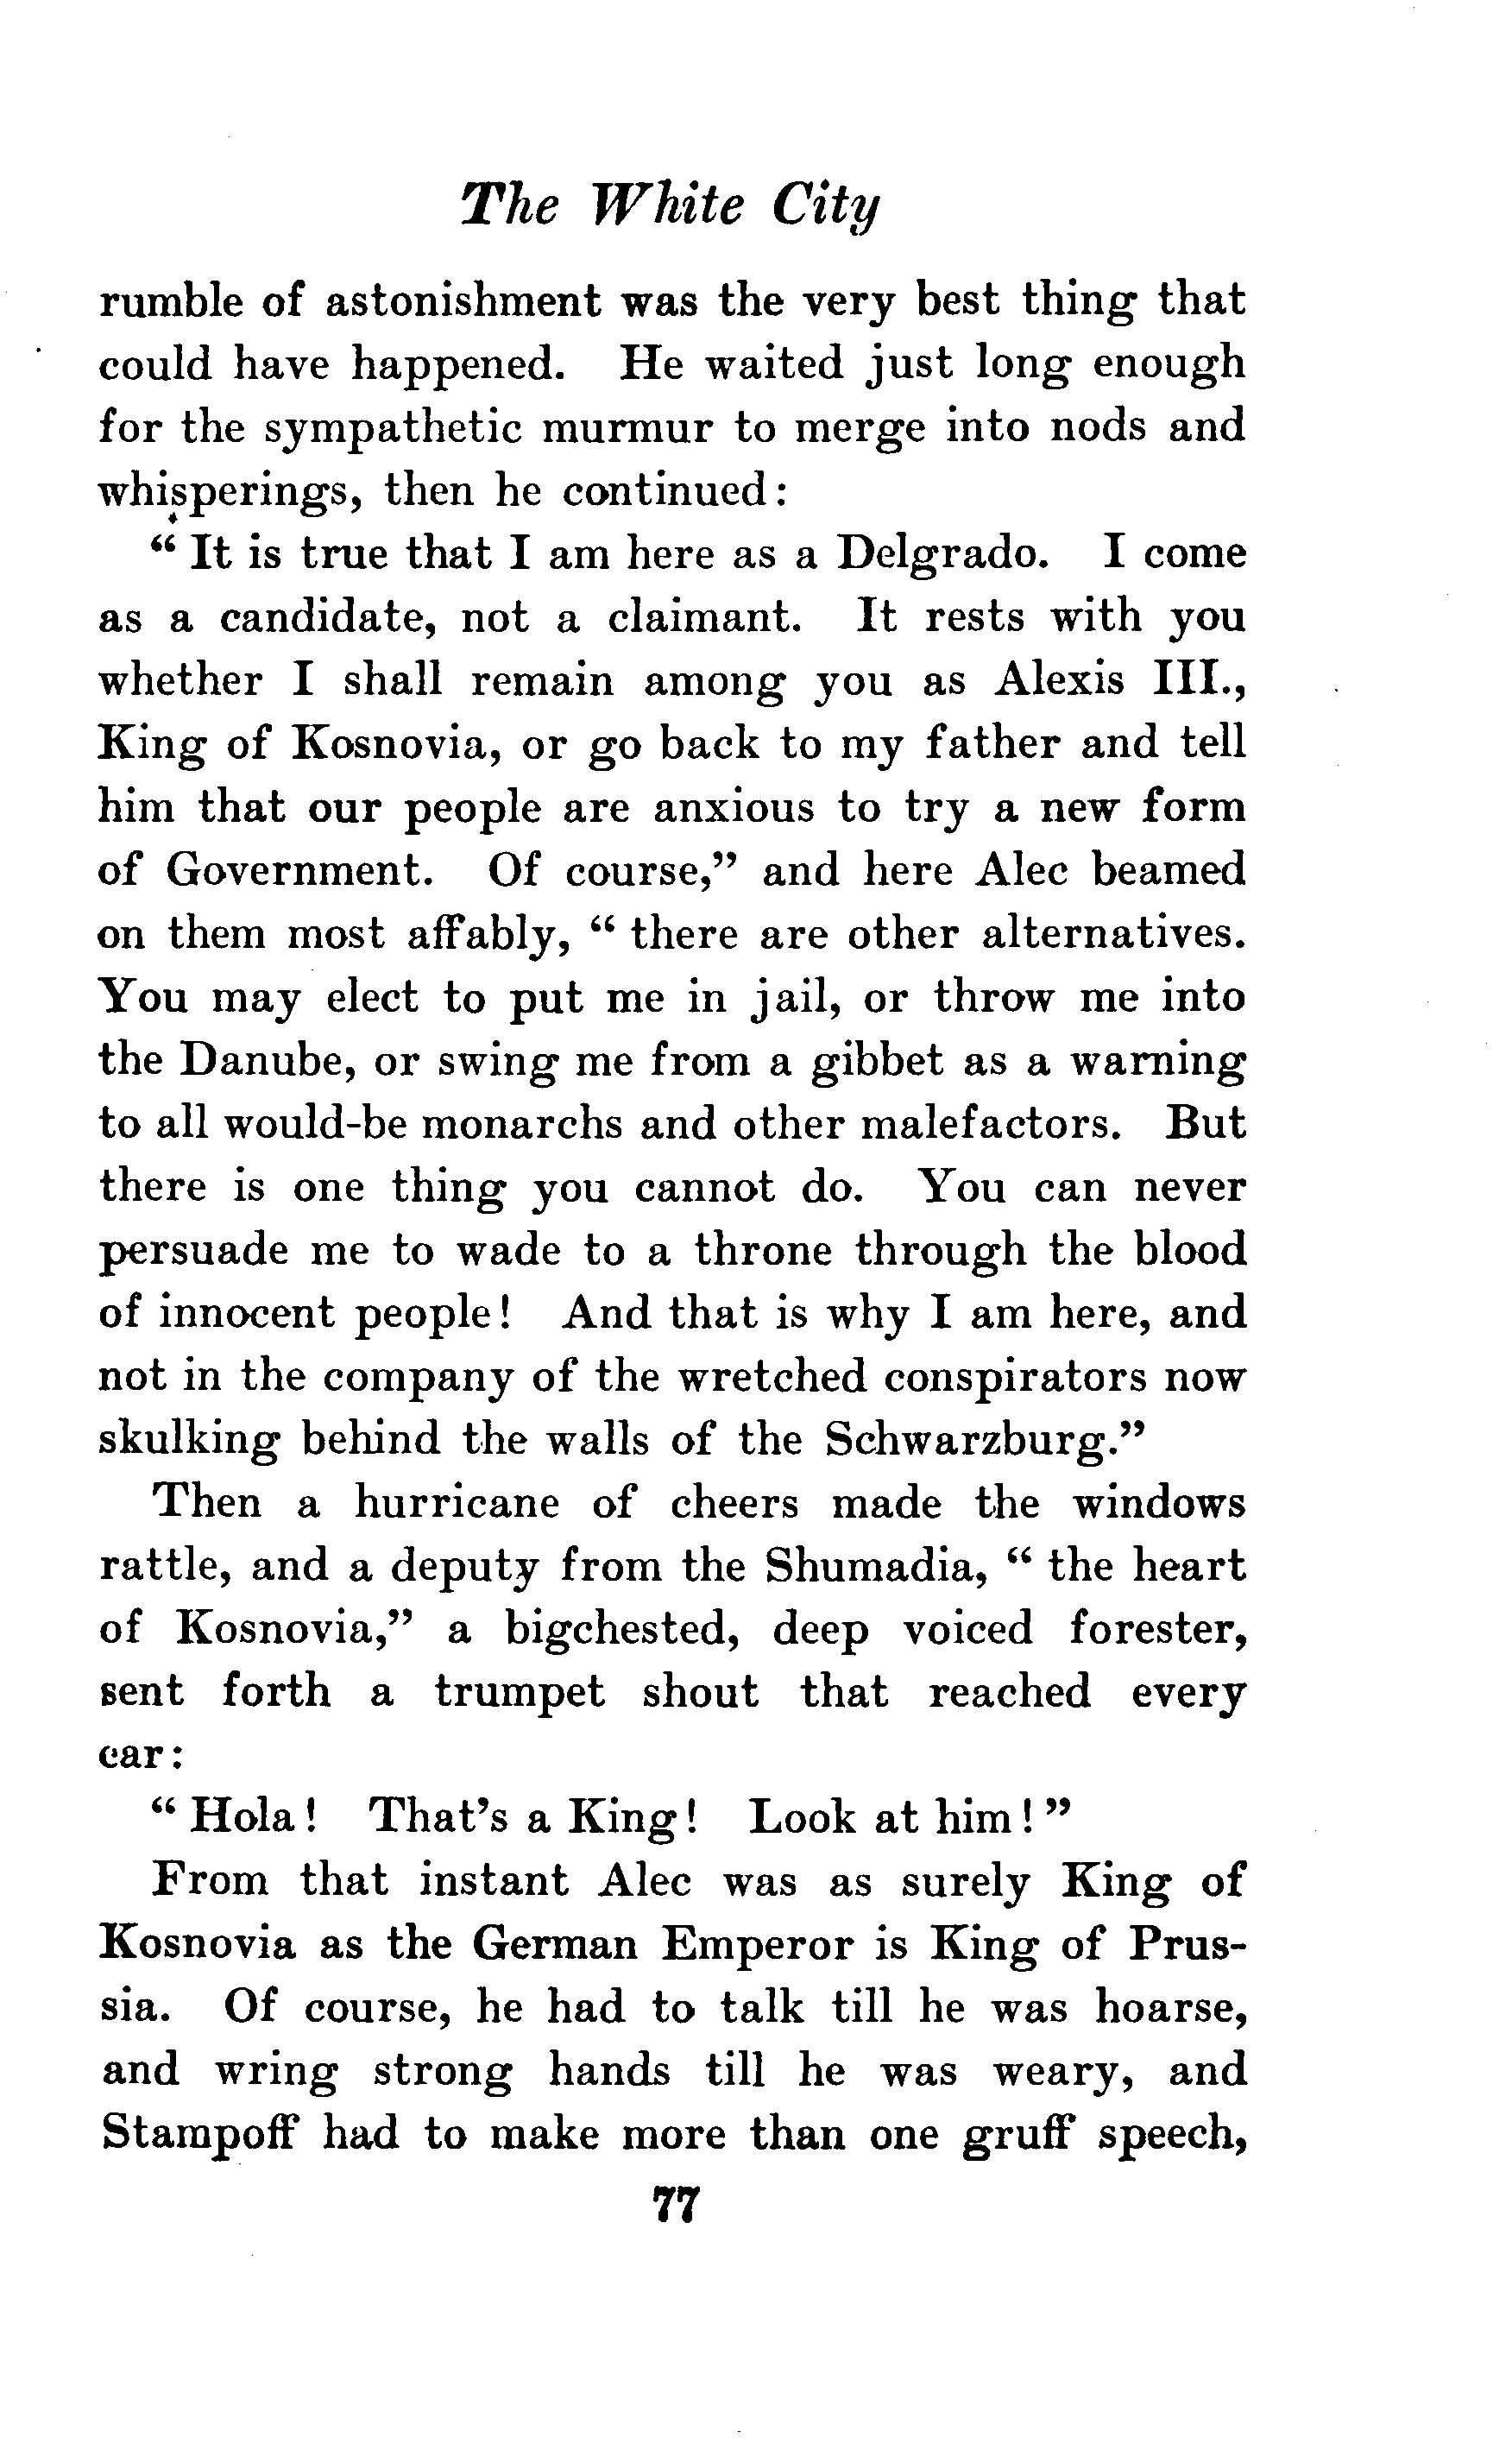 The White City
rumble of astonishment was the very best thing that
could have happened. He waited just long enough
for the sympathetic murmur to merge into nods and
whisperings, then he continued:
“ It is true that I am here as a Delgrado. I come
as a candidate, not a claimant. It rests with you
whether I shall remain among you as Alexis III.,
King of Kosnovia, or go back to my father and tell
him that our people are anxious to try a new form
of Government. Of course,” and here Alec beamed
on them most affably, “ there are other alternatives.
You may elect to put me in jail, or throw me into
the Danube, or swing me from a gibbet as a warning
to all would-be monarchs and other malefactors. But
there is one thing you cannot do. You can never
persuade me to wade to a throne through the blood
of innocent people! And that is why I am here, and
not in the company of the wretched conspirators now
skulking behind the walls of the Schwarzburg.”
Then a hurricane of cheers made the windows
rattle, and a deputy from the Shumadia, “ the heart
of Kosnovia,” a bigchested, deep voiced forester,
sent forth a trumpet shout that reached every
ear:
“ Hola! That’s a King! Look at him! ”
From that instant Alec was as surely King of
Kosnovia as the German Emperor is King of Prus-
sia. Of course, he had to talk till he was hoarse,
and wring strong hands till he was weary, and
Stampoff had to make more than one gruff speech,
77